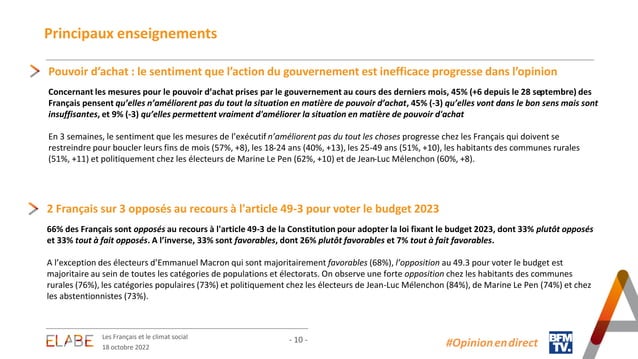 Principaux enseignements
Pouvoir d’achat : le sentiment que l’action du gouvernement est inefficace progresse dans l’opinion
Concernant les mesures pour le pouvoir d’achat prises par le gouvernement au cours des derniers mois, 45% (+6 depuis le 28 septembre) des
Français pensent qu’elles n’améliorent pas du tout la situation en matière de pouvoir d’achat, 45% (-3) qu’elles vont dans le bon sens mais sont
insuffisantes, et 9% (-3) qu’elles permettent vraiment d'améliorer la situation en matière de pouvoir d'achat
En 3 semaines, le sentiment que les mesures de l’exécutif n’améliorent pas du tout les choses progresse chez les Français qui doivent se
restreindre pour boucler leurs fins de mois (57%, +8), les 18-24 ans (40%, +13), les 25-49 ans (51%, +10), les habitants des communes rurales
(51%, +11) et politiquement chez les électeurs de Marine Le Pen (62%, +10) et de Jean-Luc Mélenchon (60%, +8).
2 Français sur 3 opposés au recours à l'article 49-3 pour voter le budget 2023
66% des Français sont opposés au recours à l'article 49-3 de la Constitution pour adopter la loi fixant le budget 2023, dont 33% plutôt opposés
et 33% tout à fait opposés. A l’inverse, 33% sont favorables, dont 26% plutôt favorables et 7% tout à fait favorables.
A l’exception des électeurs d’Emmanuel Macron qui sont majoritairement favorables (68%), l’opposition au 49.3 pour voter le budget est
majoritaire au sein de toutes les catégories de populations et électorats. On observe une forte opposition chez les habitants des communes
rurales (76%), les catégories populaires (73%) et politiquement chez les électeurs de Jean-Luc Mélenchon (84%), de Marine Le Pen (74%) et chez
les abstentionnistes (73%).
ELABE
Les Français et le climat social
18 octobre 2022
- 10 -
#Opinion en direct
BFM
TV.